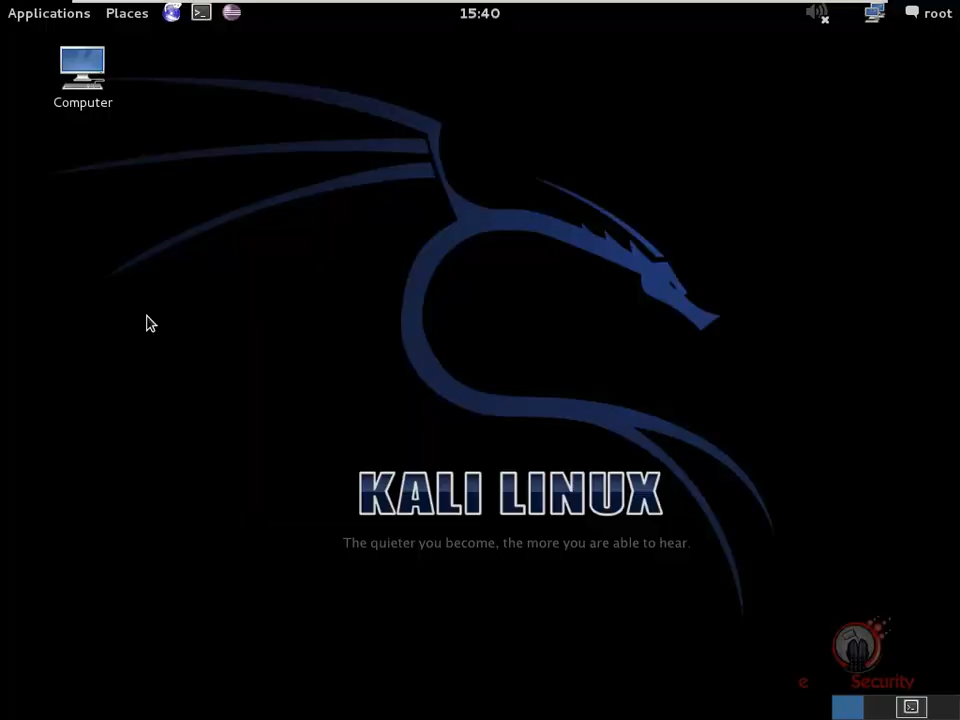 Applications Places 15:40 root
Computer
KALI LINUX
The quieter you become, the more you are able to hear.
e Security